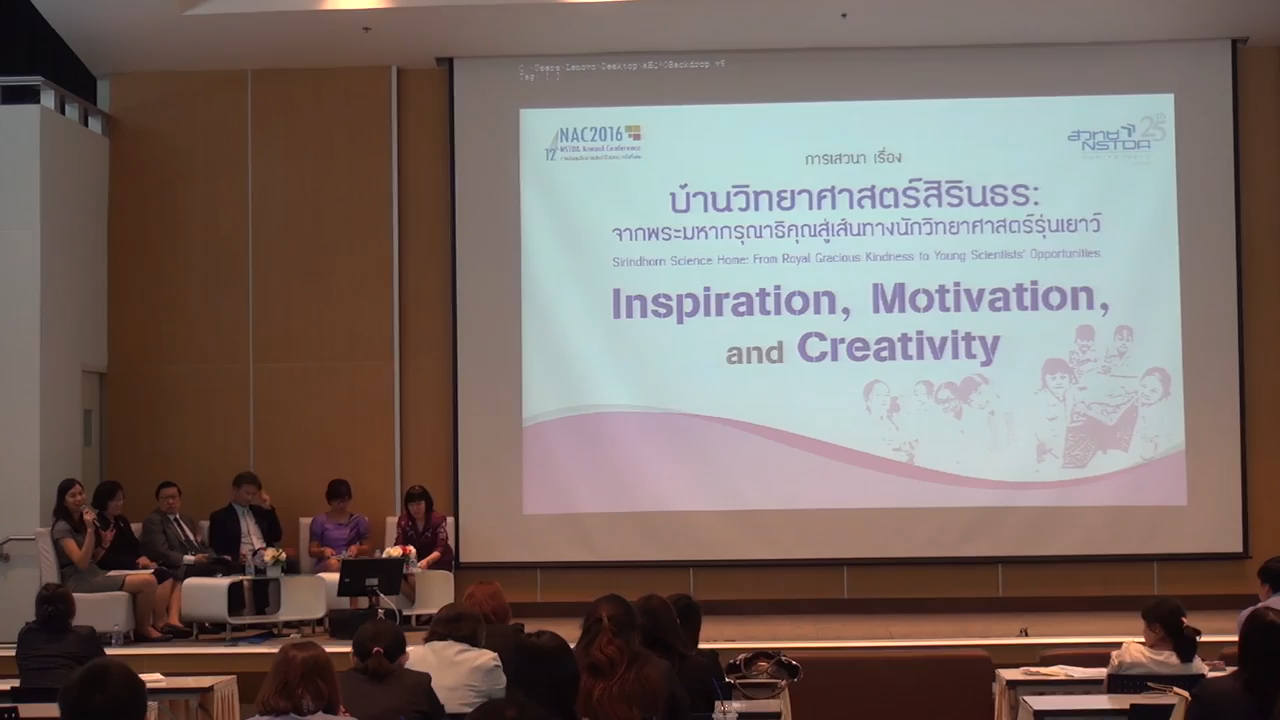 C:\Users\Lenovo\Desktop\
NAC2016
NSTDA Annual Conference
12
สวทช
NSTDA
25
การเสวนา เรื่อง
บ้านวิทยาศาสตร์สิรินธร:
จากพระมหากรุณาธิคุณสู่เส้นทางนักวิทยาศาสตร์รุ่นเยาว์
Sirindhorn Science Home: From Royal Gracious Kindness to Young Scientists' Opportunities
Inspiration, Motivation,
and Creativity